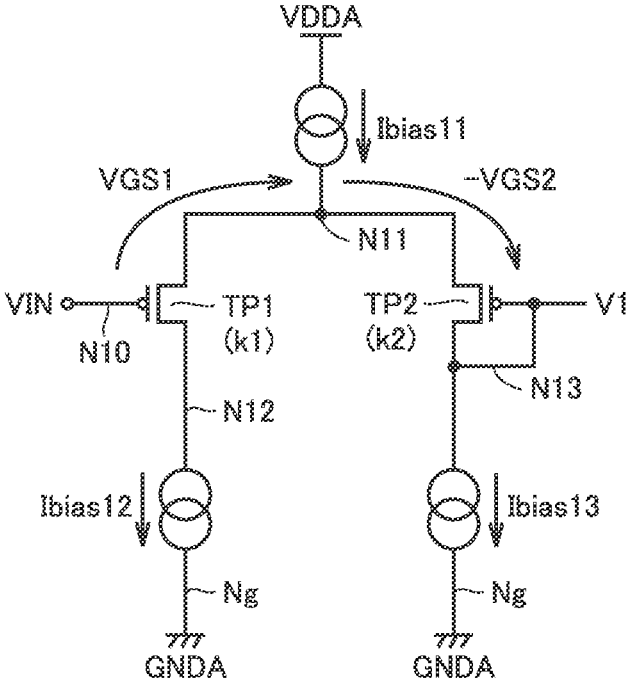 VDDA
Ibias11
VGS1
-VGS2
N11
VIN
TP1
(k1)
TP2
(k2)
V1
N10
N13
N12
Ibias12
Ibias13
Ng
Ng
GNDA
GNDA